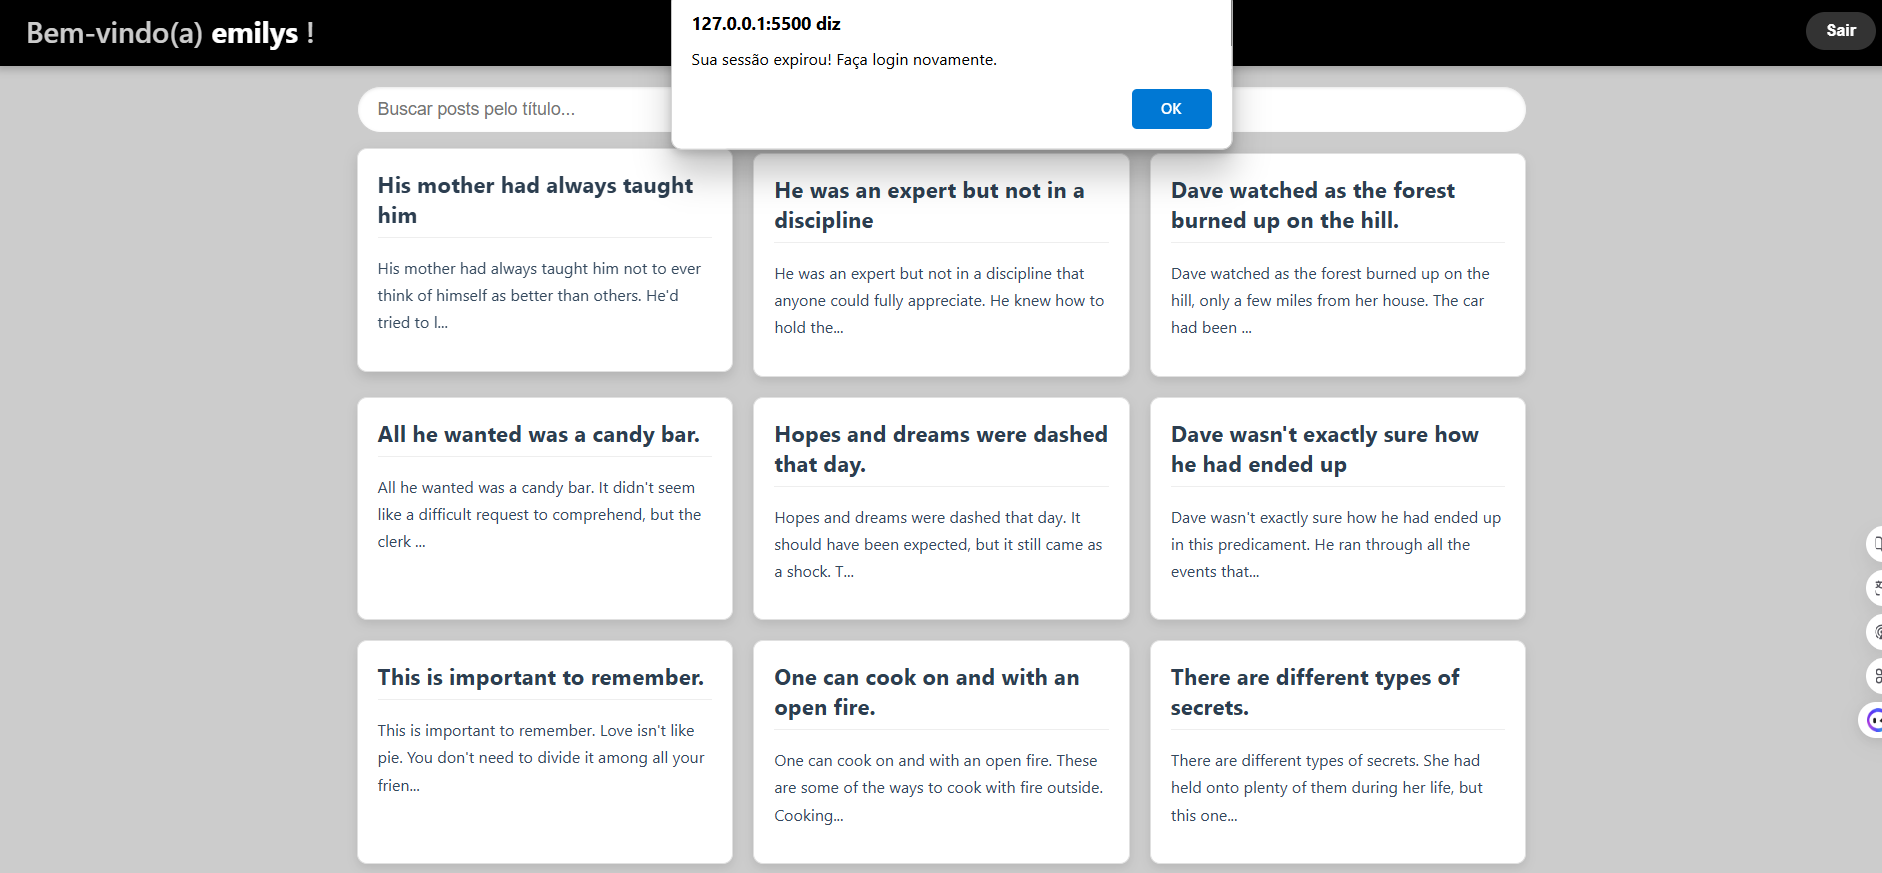 Bem-vindo(a) emilys !
127.0.0.1:5500 diz
Sua sessão expirou! Faça login novamente.
OK
Sair
Buscar posts pelo título...
His mother had always taught
him
His mother had always taught him not to ever
think of himself as better than others. He'd
tried to l...
He was an expert but not in a
discipline
He was an expert but not in a discipline that
anyone could fully appreciate. He knew how to
hold the...
Dave watched as the forest
burned up on the hill.
Dave watched as the forest burned up on the
hill, only a few miles from her house. The car
had been ...
All he wanted was a candy bar.
All he wanted was a candy bar. It didn't seem
like a difficult request to comprehend, but the
clerk ...
Hopes and dreams were dashed
that day.
Hopes and dreams were dashed that day. It
should have been expected, but it still came as
a shock. T...
Dave wasn't exactly sure how
he had ended up
Dave wasn't exactly sure how he had ended up
in this predicament. He ran through all the
events that...
This is important to remember.
This is important to remember. Love isn't like
pie. You don't need to divide it among all your
frien...
One can cook on and with an
open fire.
One can cook on and with an open fire. These
are some of the ways to cook with fire outside.
Cooking...
There are different types of
secrets.
There are different types of secrets. She had
held onto plenty of them during her life, but
this one...